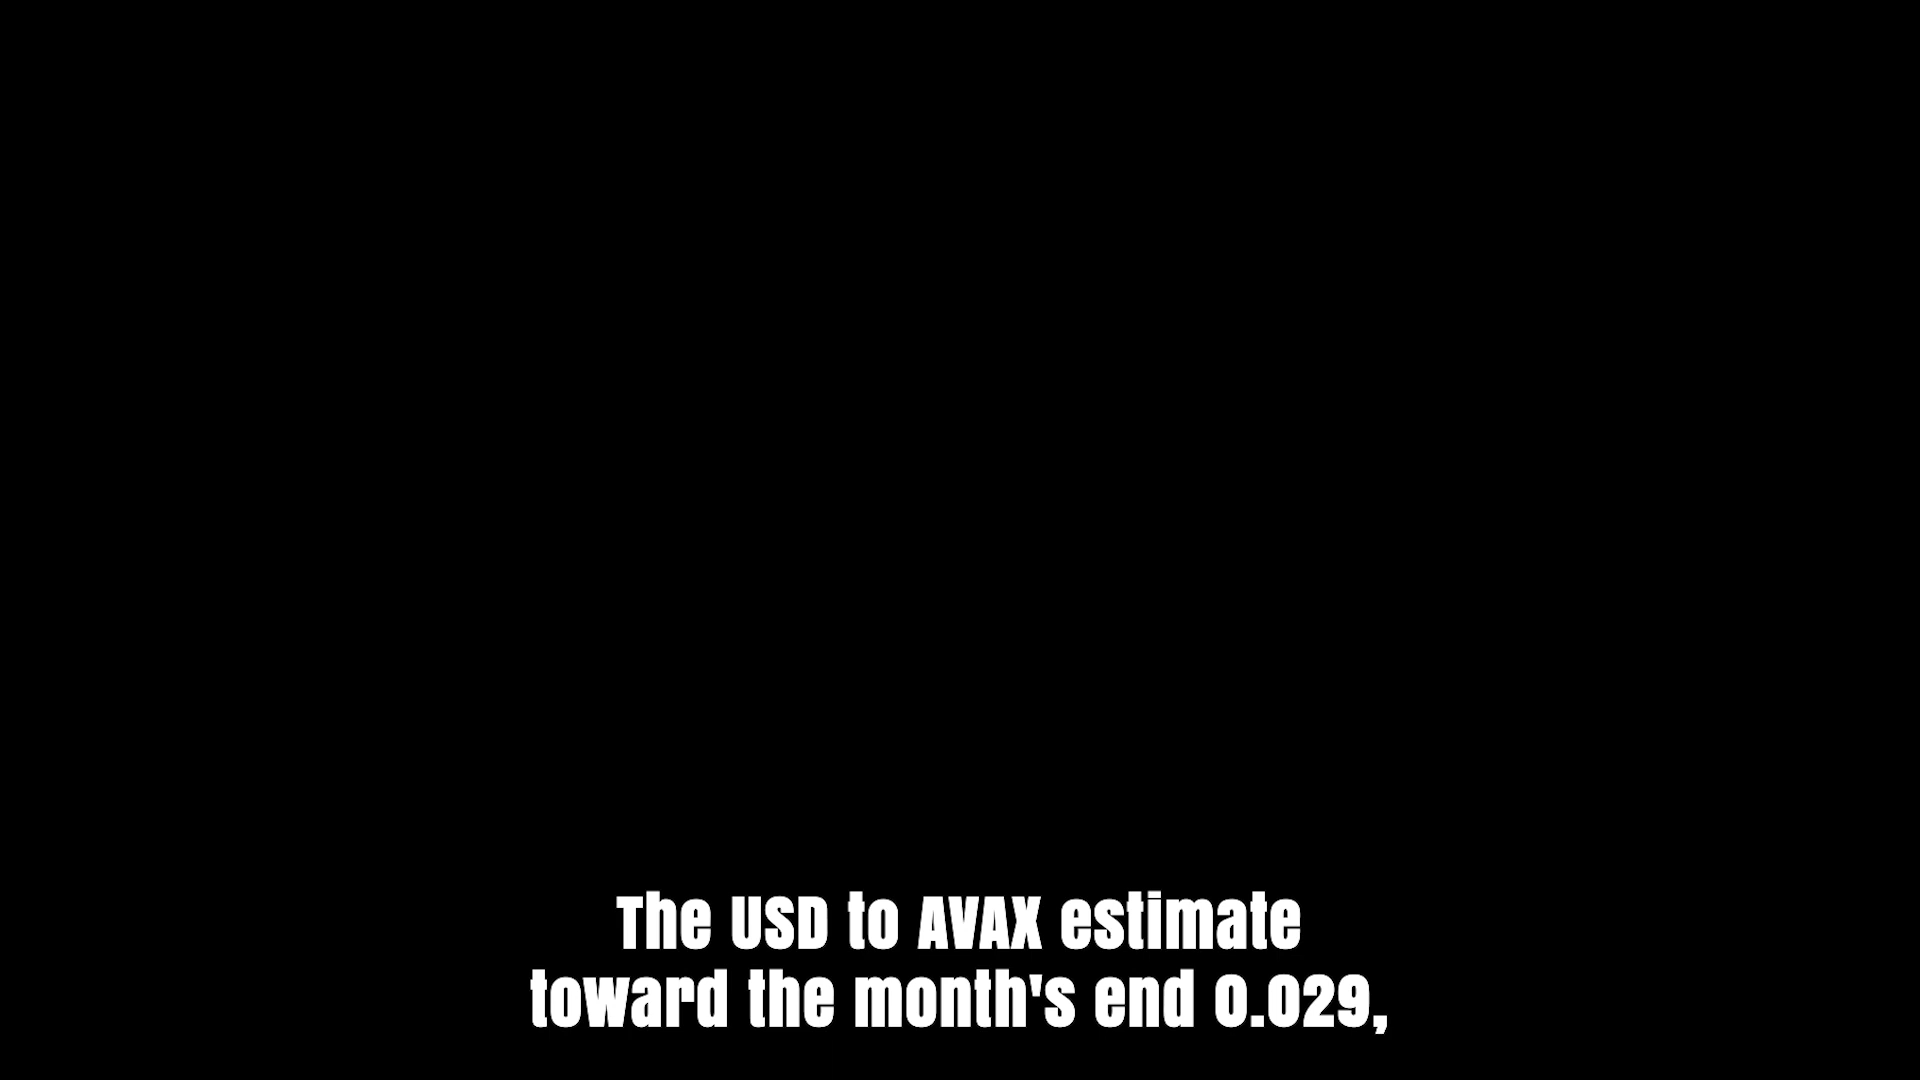 The USD to AVAX estimate
toward the month's end 0.029,